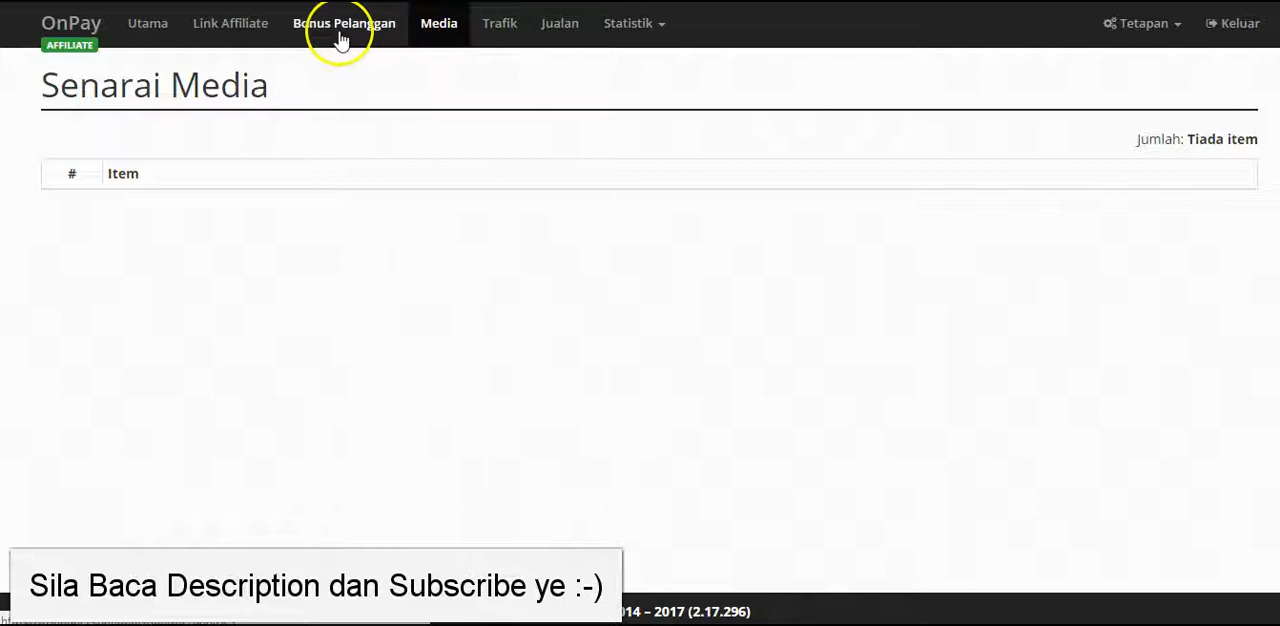 OnPay Utama Link Affiliate Bonus Pelanggan Media Trafik Jualan Statistik Tetapan Keluar
AFFILIATE
Senarai Media
Jumlah: Tiada item
# Item
Sila Baca Description dan Subscribe ye :-)
14 – 2017 (2.17.296)